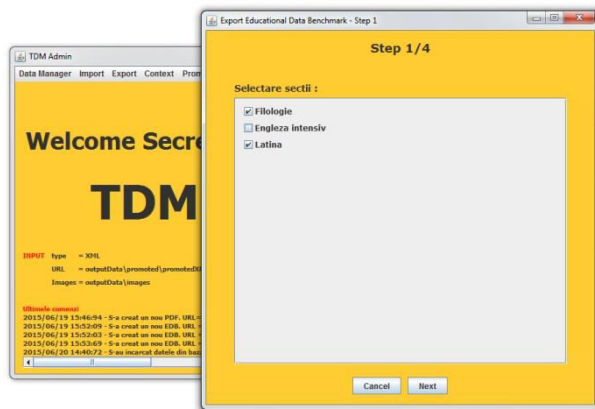 TDM Admin
Data Manager Import Export Context Prom
Welcome Secre
TDM
INPUT type = XML
URL = outputData\promoted\promotedX
Images = outputData\images
Ultimele comenzi
2015/06/19 15:46:94 - S-a creat un nou PDF. URL=
2015/06/19 15:52:09 - S-a creat un nou EDB. URL =
2015/06/19 15:52:03 - S-a creat un nou EDB. URL =
2015/06/19 15:53:69 - S-a creat un nou EDB. URL =
2015/06/20 14:40:72 - S-au incarcat datele din baz
Export Educational Data Benchmark - Step 1
Step 1/4
Selectare sectii :
Filologie
Engleza intensiv
Latina
Cancel Next